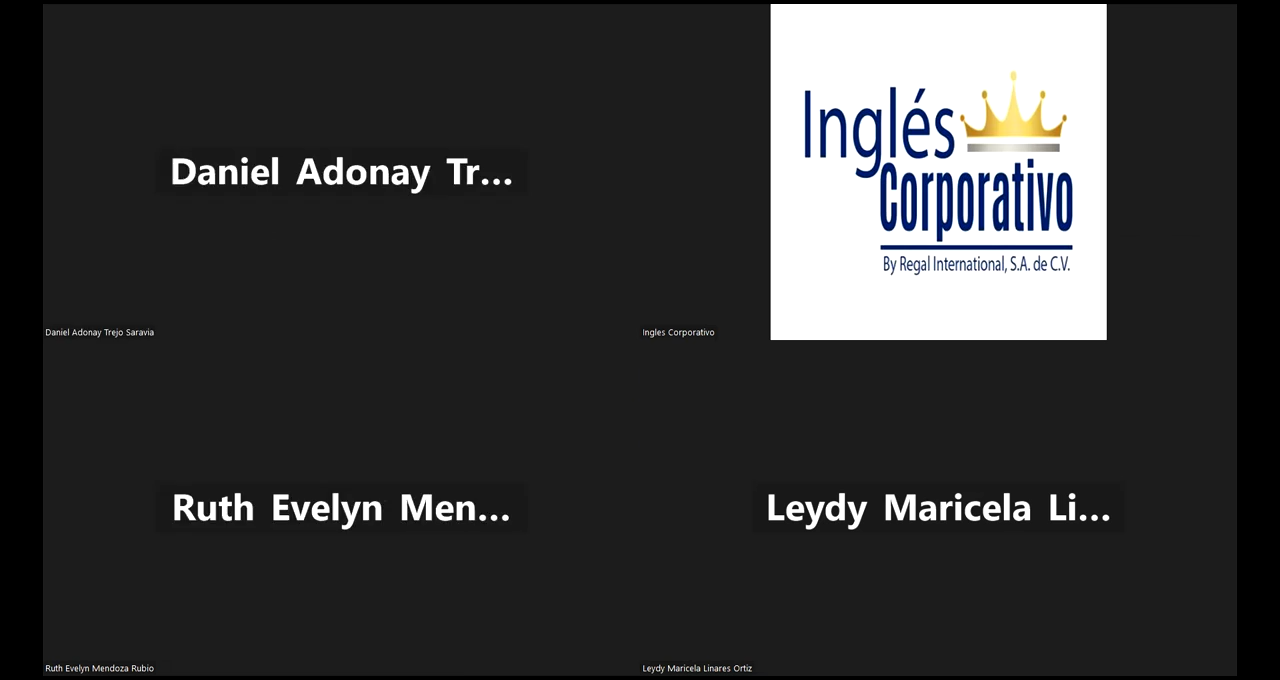 Daniel Adonay Tr...
Daniel Adonay Trejo Saravia
Inglés
Corporativo
By Regal International, S.A. de C.V.
Ingles Corporativo
Ruth Evelyn Men...
Ruth Evelyn Mendoza Rubio
Leydy Maricela Li...
Leydy Maricela Linares Ortiz